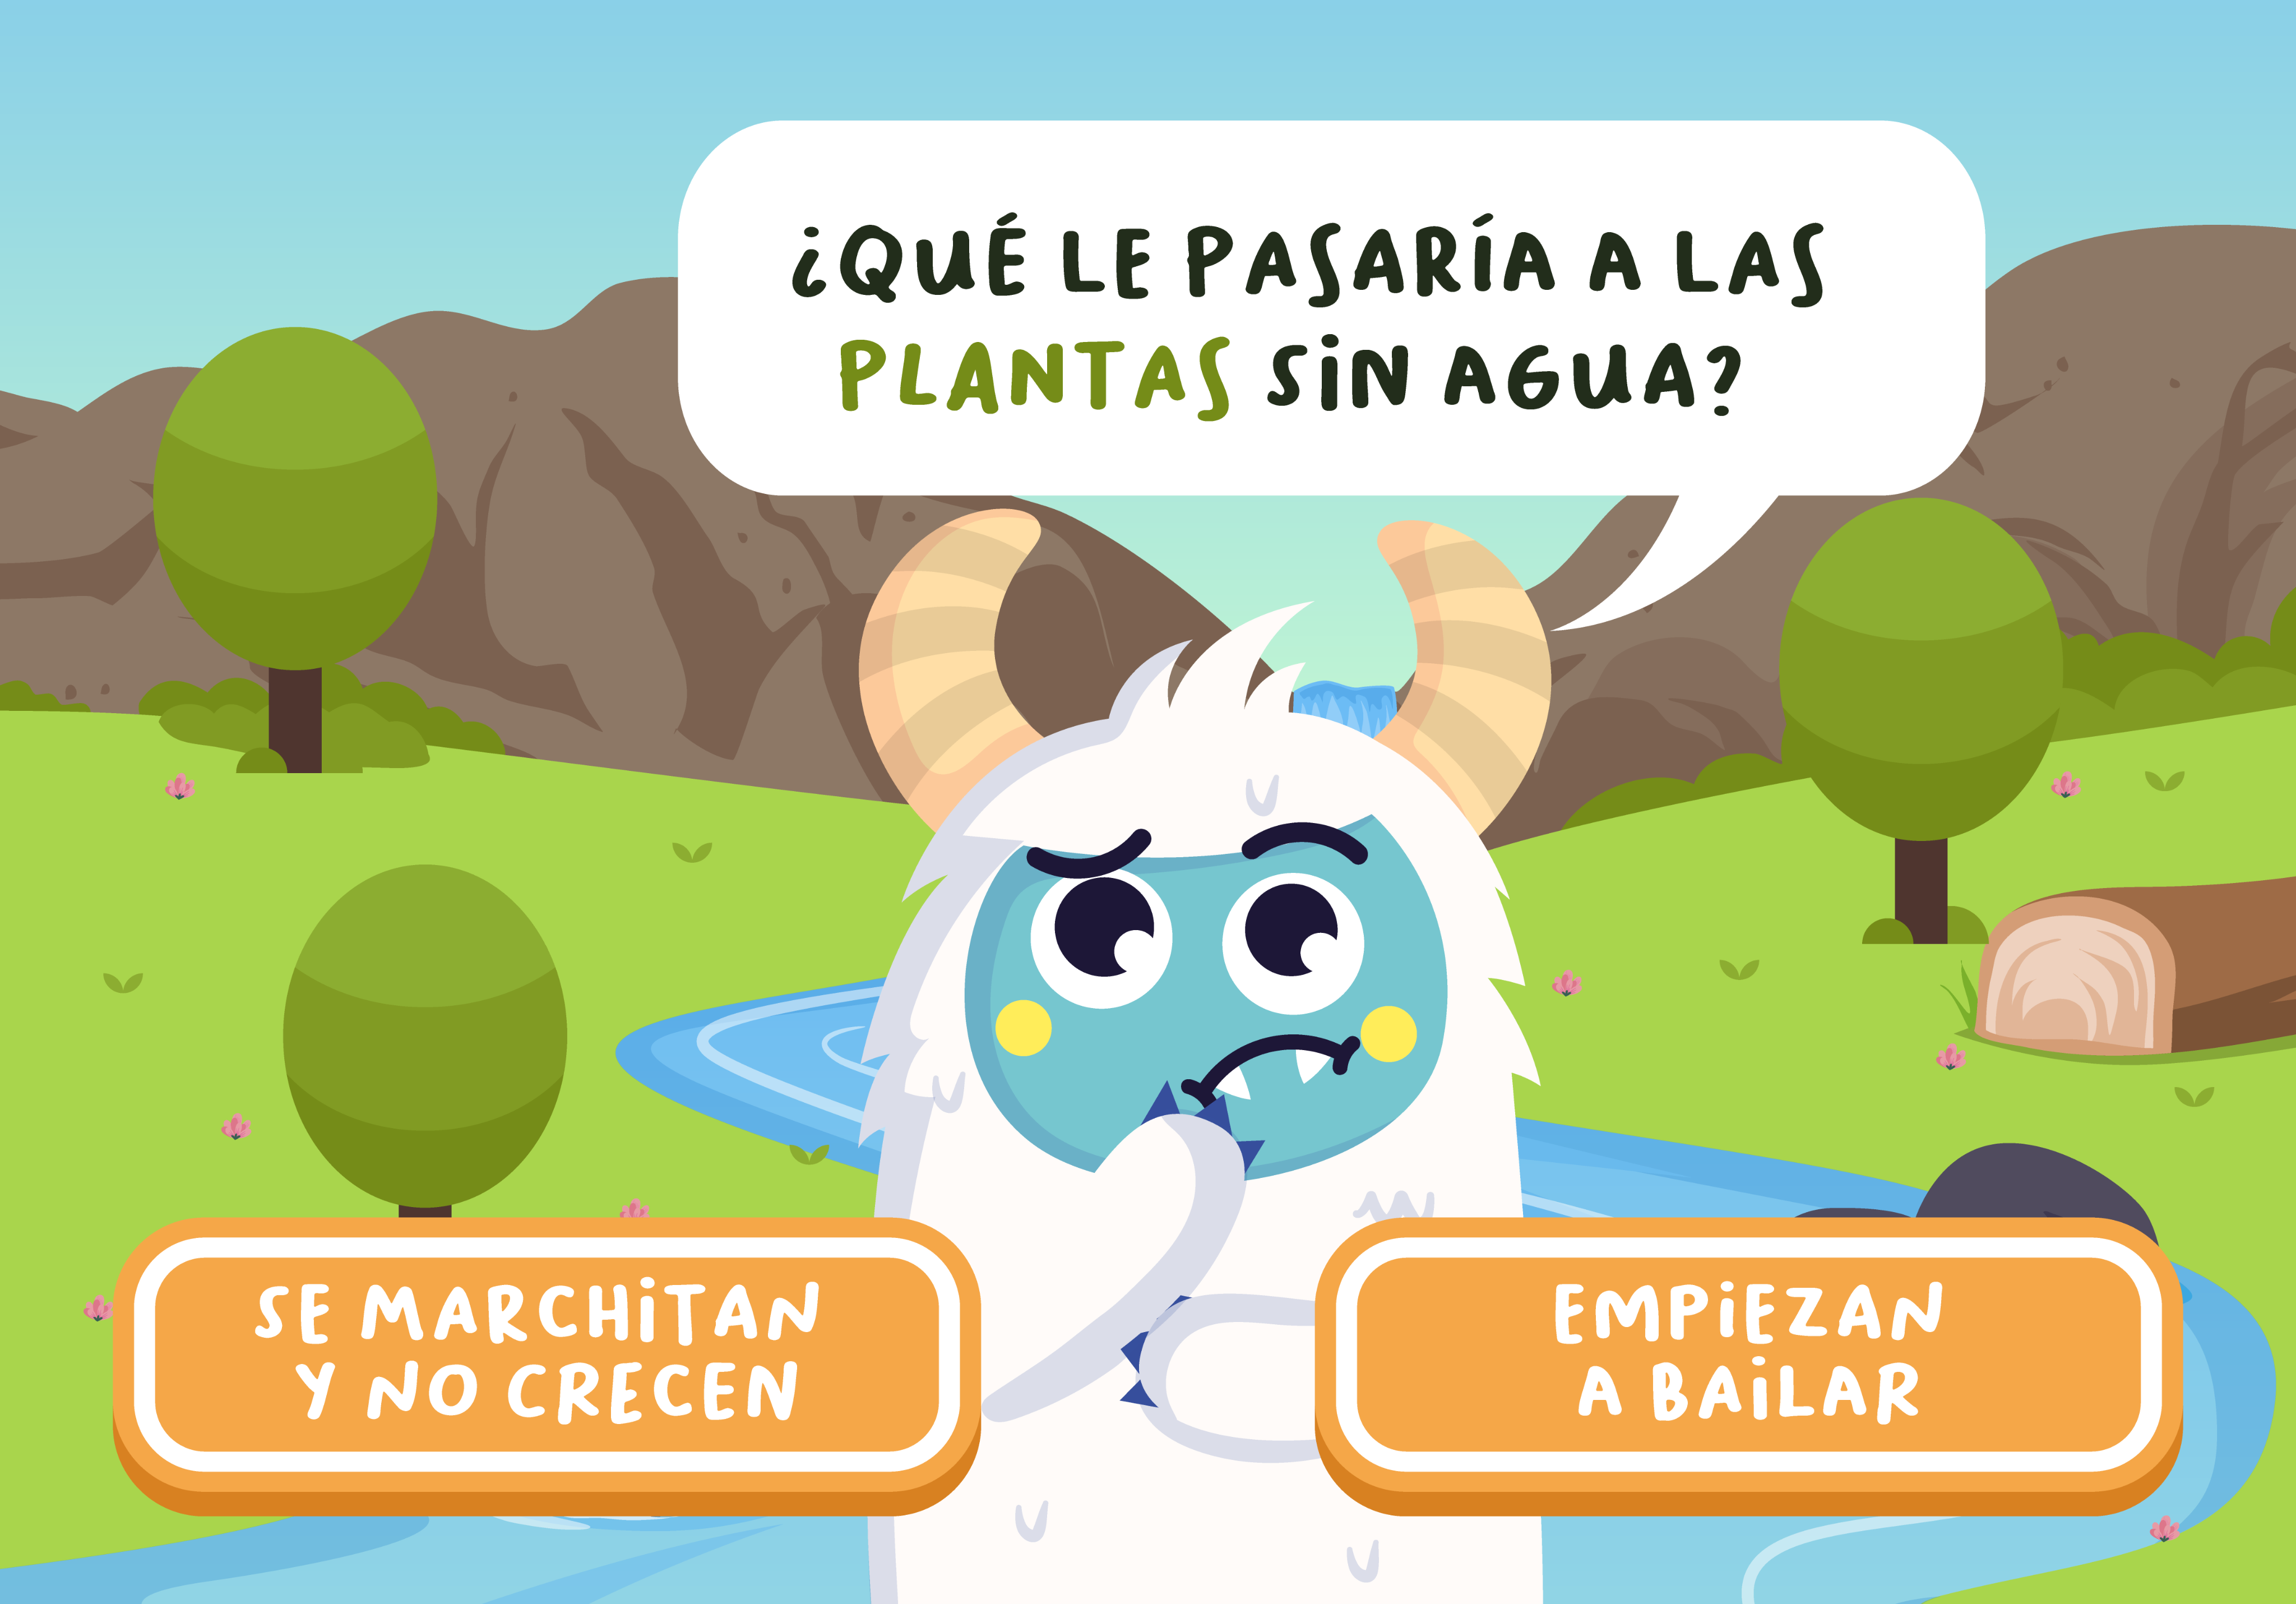 ¿QUÉ LE PASARÍA A LAS
PLANTAS SIN AGUA?
SE MARCHITAN
Y NO CRECEN
EMPIEZAN
A BAILAR